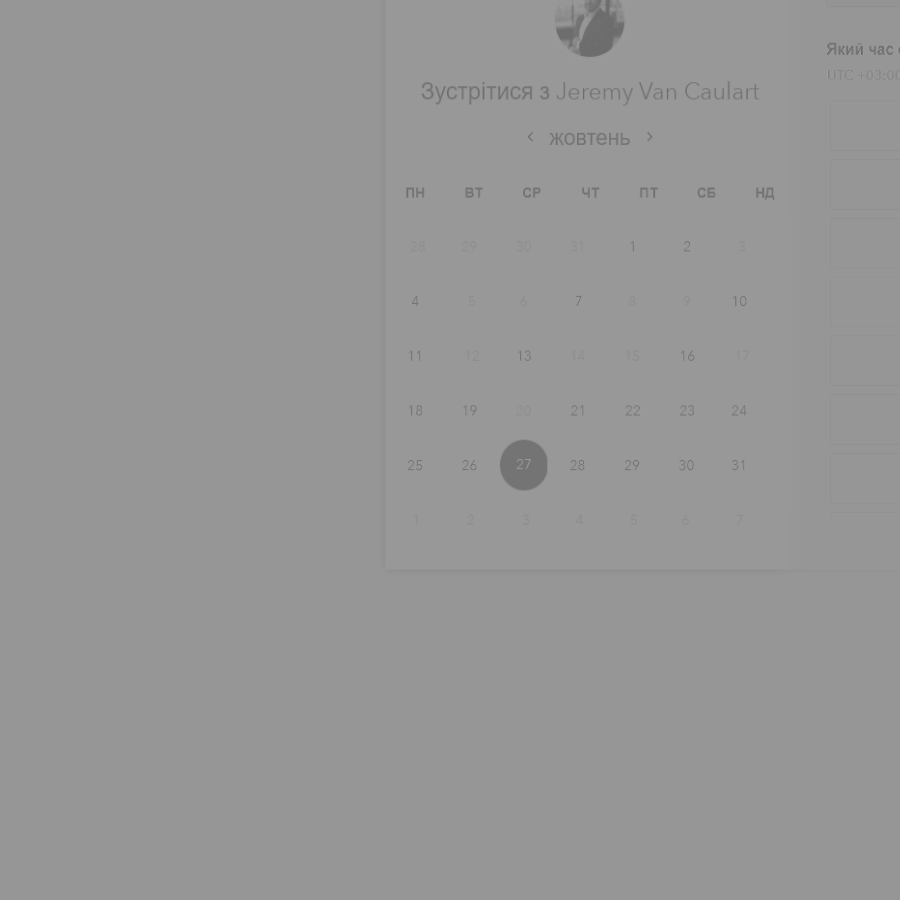 Зустрітися з Jeremy Van Caulart
‹ жовтень ›
ПН ВТ СР ЧТ ПТ СБ НД
28 29 30 31 1 2 3
4 5 6 7 8 9 10
11 12 13 14 15 16 17
18 19 20 21 22 23 24
25 26 27 28 29 30 31
1 2 3 4 5 6 7
Який час
UTC +03:00